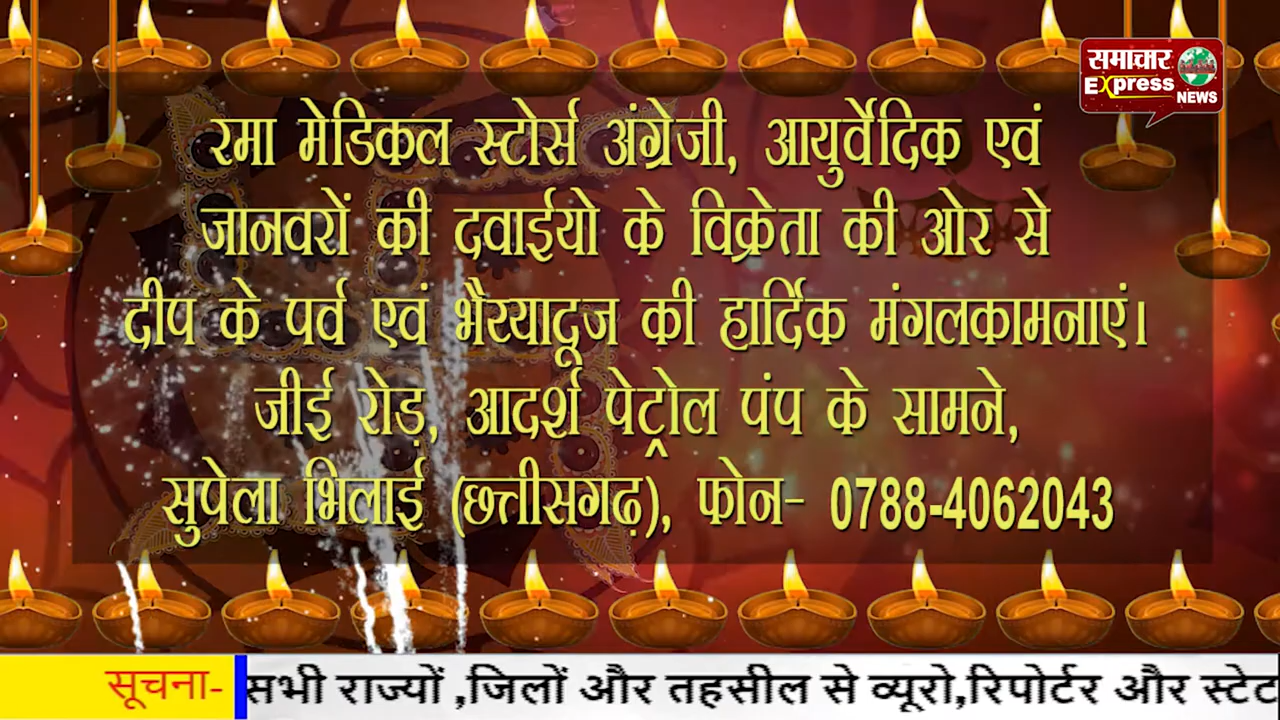 समाचार
Express
NEWS
रमा मेडिकल स्टोर्स अंग्रेजी, आयुर्वेदिक एवं
जानवरों की दवाईयो के विक्रेता की ओर से
दीप के पर्व एवं भैय्यादूज की हार्दिक मंगलकामनाएं।
जीई रोड़, आदर्श पेट्रोल पंप के सामने,
सुपेला भिलाई (छत्तीसगढ़), फोन- 0788-4062043
सूचना- सभी राज्यों ,जिलों और तहसील से व्यूरो,रिपोर्टर और स्टेट